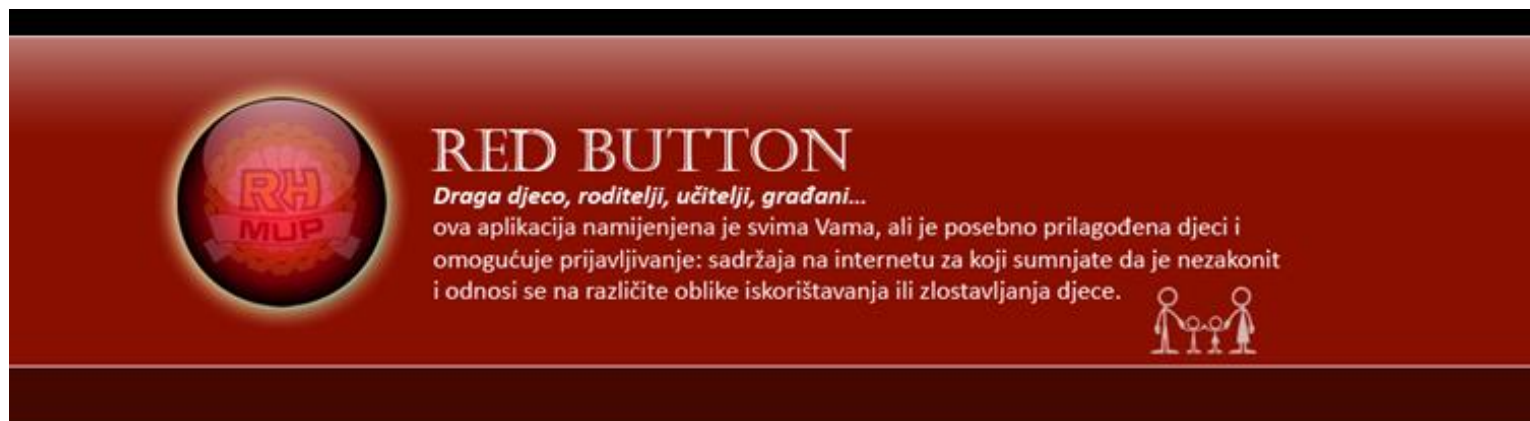 RH
MUP
RED BUTTON
Draga djeco, roditelji, učitelji, građani...
ova aplikacija namijenjena je svima Vama, ali je posebno prilagođena djeci i
omogućuje prijavljivanje: sadržaja na internetu za koji sumnjate da je nezakonit
i odnosi se na različite oblike iskorištavanja ili zlostavljanja djece.